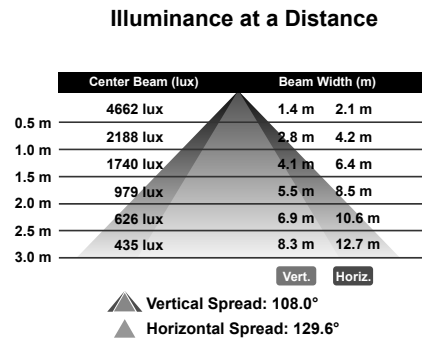 Illuminance at a Distance
Center Beam (lux) Beam Width (m)
4662 lux 1.4 m 2.1 m
0.5 m
2188 lux 2.8 m 4.2 m
1.0 m
1740 lux 4.1 m 6.4 m
1.5 m
979 lux 5.5 m 8.5 m
2.0 m
626 lux 6.9 m 10.6 m
2.5 m
435 lux 8.3 m 12.7 m
3.0 m
Vert. Horiz.
Vertical Spread: 108.0°
Horizontal Spread: 129.6°